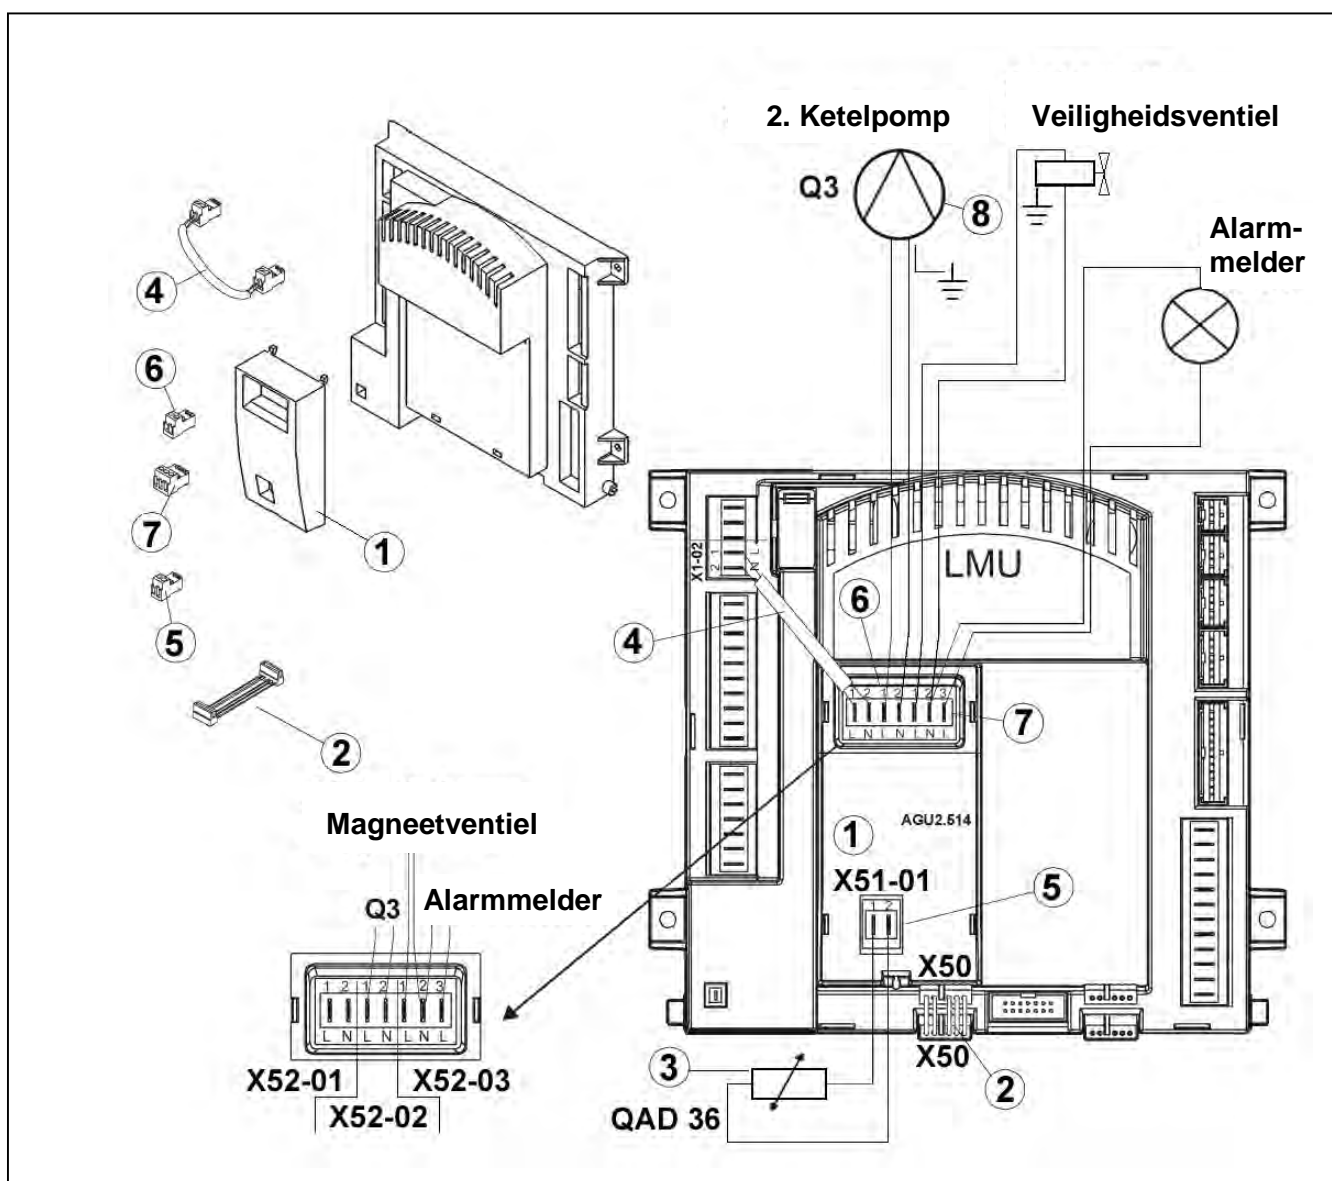 2. Ketelpomp
Veiligheidsventiel
Q3
8
Alarm-
melder
4
6
7
1
5
2
X1-02
2 1
N L
LMU
6
4
1 2 1 2 1 2 3
L N L N L N L
7
1
AGU2.514
X51-01
5
1 2
X50
X50
3
2
QAD 36
Magneetventiel
Q3
Alarmmelder
1 2 1 2 1 2 3
L N L N L N L
X52-01
X52-03
X52-02